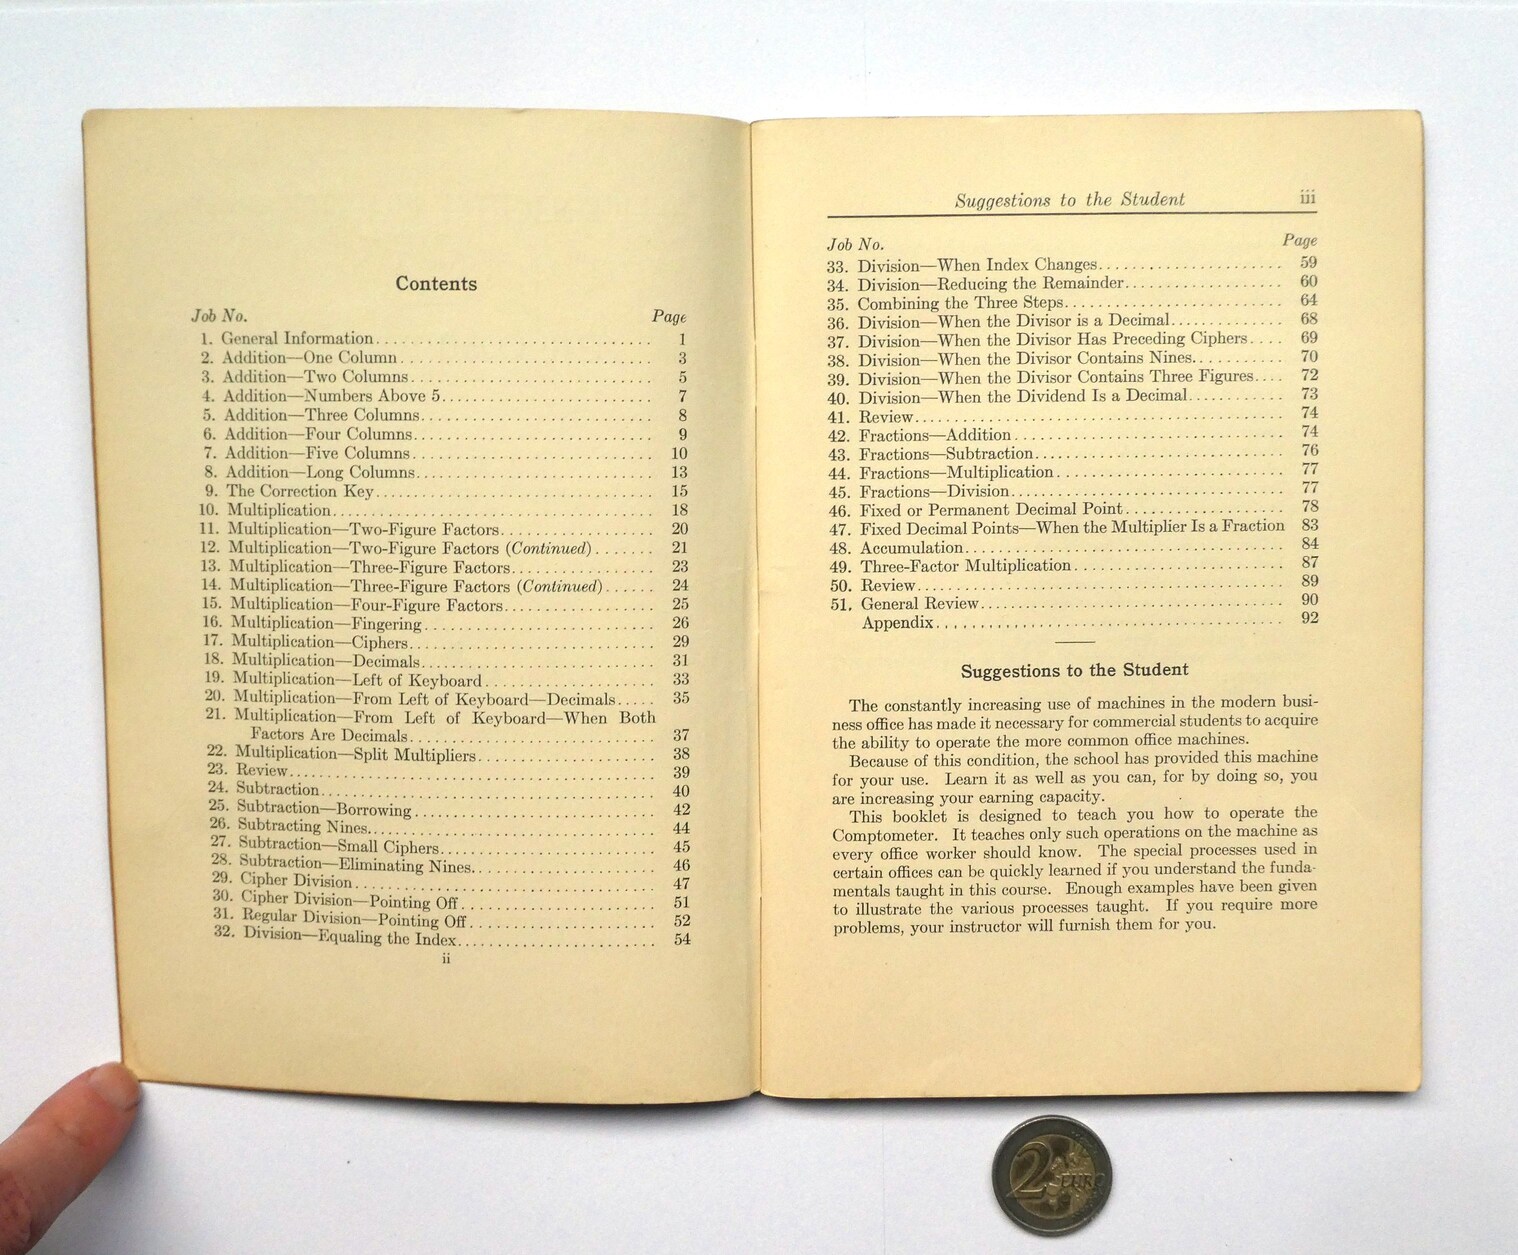 Contents
Job No. Page
1. General Information. . . . . . . . . . 1
2. Addition—One Column . . . . . . . . . . 3
3. Addition—Two Columns . . . . . . . . . . 5
4. Addition—Numbers Above 5 . . . . . . . . . . 7
5. Addition—Three Columns . . . . . . . . . . 8
6. Addition—Four Columns . . . . . . . . . . 9
7. Addition—Five Columns . . . . . . . . . . 10
8. Addition—Long Columns . . . . . . . . . . 13
9. The Correction Key . . . . . . . . . . 15
10. Multiplication . . . . . . . . . . 18
11. Multiplication—Two-Figure Factors . . . . . . . . . . 20
12. Multiplication—Two-Figure Factors (Continued) . . . . . . . 21
13. Multiplication—Three-Figure Factors . . . . . . . . . . 23
14. Multiplication—Three-Figure Factors (Continued) . . . . . . 24
15. Multiplication—Four-Figure Factors . . . . . . . . . . 25
16. Multiplication—Fingering . . . . . . . . . . 26
17. Multiplication—Ciphers . . . . . . . . . . 29
18. Multiplication—Decimals . . . . . . . . . . 31
19. Multiplication—Left of Keyboard . . . . . . . . . . 33
20. Multiplication—From Left of Keyboard—Decimals . . . . . 35
21. Multiplication—From Left of Keyboard—When Both
Factors Are Decimals . . . . . . . . . . 37
22. Multiplication—Split Multipliers . . . . . . . . . . 38
23. Review . . . . . . . . . . 39
24. Subtraction . . . . . . . . . . 40
25. Subtraction—Borrowing . . . . . . . . . . 42
26. Subtracting Nines . . . . . . . . . . 44
27. Subtraction—Small Ciphers . . . . . . . . . . 45
28. Subtraction—Eliminating Nines . . . . . . . . . . 46
29. Cipher Division . . . . . . . . . . 47
30. Cipher Division—Pointing Off . . . . . . . . . . 51
31. Regular Division—Pointing Off . . . . . . . . . . 52
32. Division—Equaling the Index . . . . . . . . . . 54
ii
Suggestions to the Student iii
Job No. Page
33. Division—When Index Changes . . . . . . . . . . 59
34. Division—Reducing the Remainder . . . . . . . . . . 60
35. Combining the Three Steps . . . . . . . . . . 64
36. Division—When the Divisor is a Decimal . . . . . . . . . . 68
37. Division—When the Divisor Has Preceding Ciphers . . . . 69
38. Division—When the Divisor Contains Nines . . . . . . . . . . 70
39. Division—When the Divisor Contains Three Figures . . . . 72
40. Division—When the Dividend Is a Decimal . . . . . . . . . . 73
41. Review . . . . . . . . . . 74
42. Fractions—Addition . . . . . . . . . . 74
43. Fractions—Subtraction . . . . . . . . . . 76
44. Fractions—Multiplication . . . . . . . . . . 77
45. Fractions—Division . . . . . . . . . . 77
46. Fixed or Permanent Decimal Point . . . . . . . . . . 78
47. Fixed Decimal Points—When the Multiplier Is a Fraction 83
48. Accumulation . . . . . . . . . . 84
49. Three-Factor Multiplication . . . . . . . . . . 87
50. Review . . . . . . . . . . 89
51. General Review . . . . . . . . . . 90
Appendix . . . . . . . . . . 92
Suggestions to the Student
The constantly increasing use of machines in the modern busi-
ness office has made it necessary for commercial students to acquire
the ability to operate the more common office machines.
Because of this condition, the school has provided this machine
for your use. Learn it as well as you can, for by doing so, you
are increasing your earning capacity.
This booklet is designed to teach you how to operate the
Comptometer. It teaches only such operations on the machine as
every office worker should know. The special processes used in
certain offices can be quickly learned if you understand the funda-
mentals taught in this course. Enough examples have been given
to illustrate the various processes taught. If you require more
problems, your instructor will furnish them for you.
2 EURO